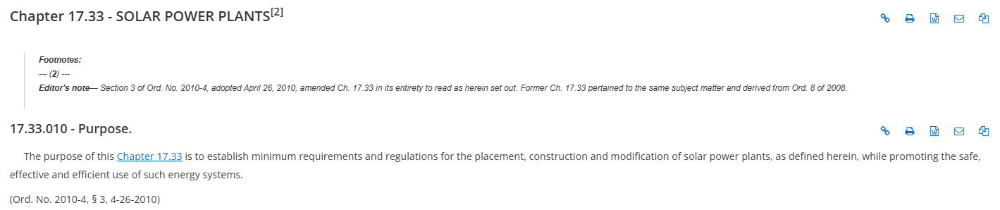 Chapter 17.33 - SOLAR POWER PLANTS[2]
Footnotes:
--- (2) ---
Editor's note— Section 3 of Ord. No. 2010-4, adopted April 26, 2010, amended Ch. 17.33 in its entirety to read as herein set out. Former Ch. 17.33 pertained to the same subject matter and derived from Ord. 8 of 2008.
17.33.010 - Purpose.
The purpose of this Chapter 17.33 is to establish minimum requirements and regulations for the placement, construction and modification of solar power plants, as defined herein, while promoting the safe,
effective and efficient use of such energy systems.
(Ord. No. 2010-4, § 3, 4-26-2010)